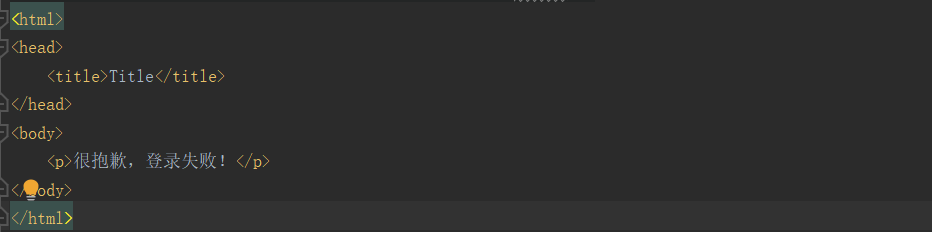 <html>
<head>
<title>Title</title>
</head>
<body>
<p>很抱歉，登录失败！</p>
</body>
</html>